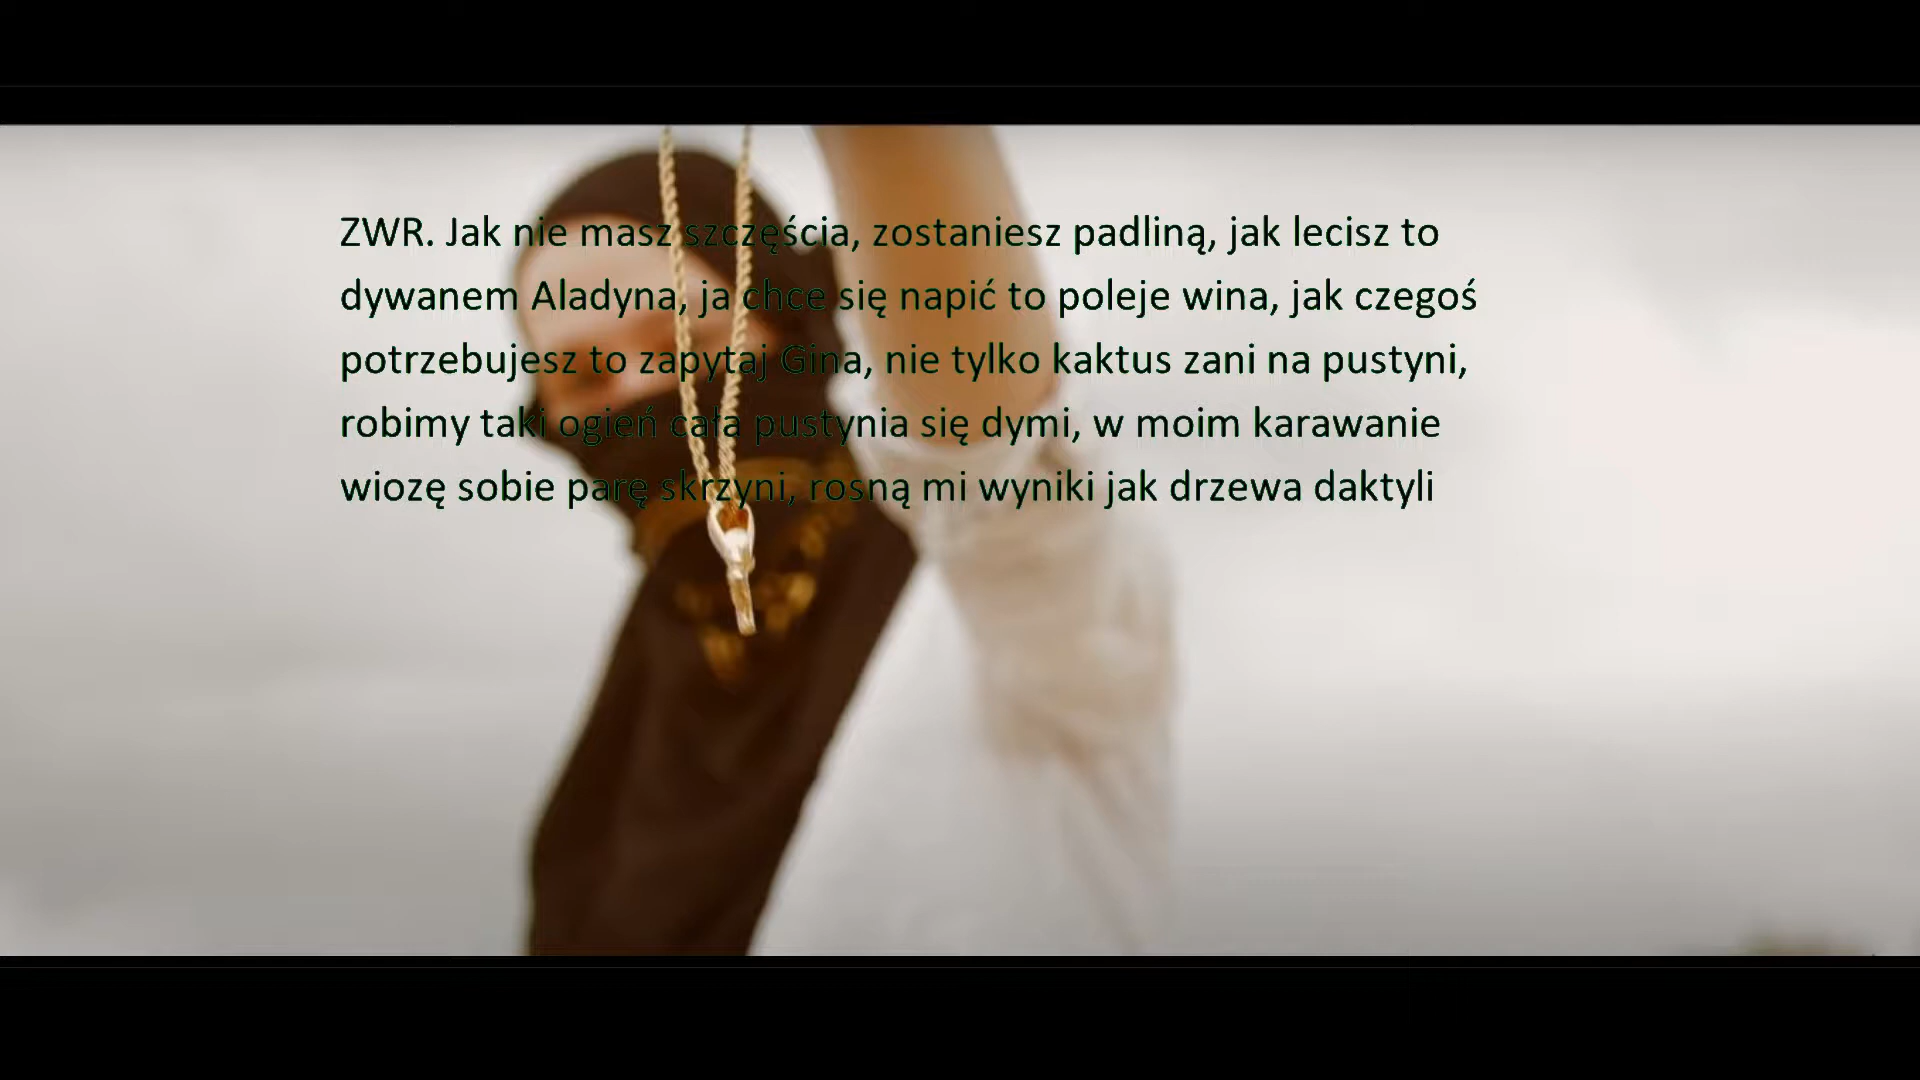 ZWR. Jak nie masz szczęścia, zostaniesz padliną, jak lecisz to
dywanem Aladyna, ja chce się napić to poleje wina, jak czegoś
potrzebujesz to zapytaj Gina, nie tylko kaktus zani na pustyni,
robimy taki ogień cała pustynia się dymi, w moim karawanie
wiozę sobie parę skrzyni, rosną mi wyniki jak drzewa daktyli